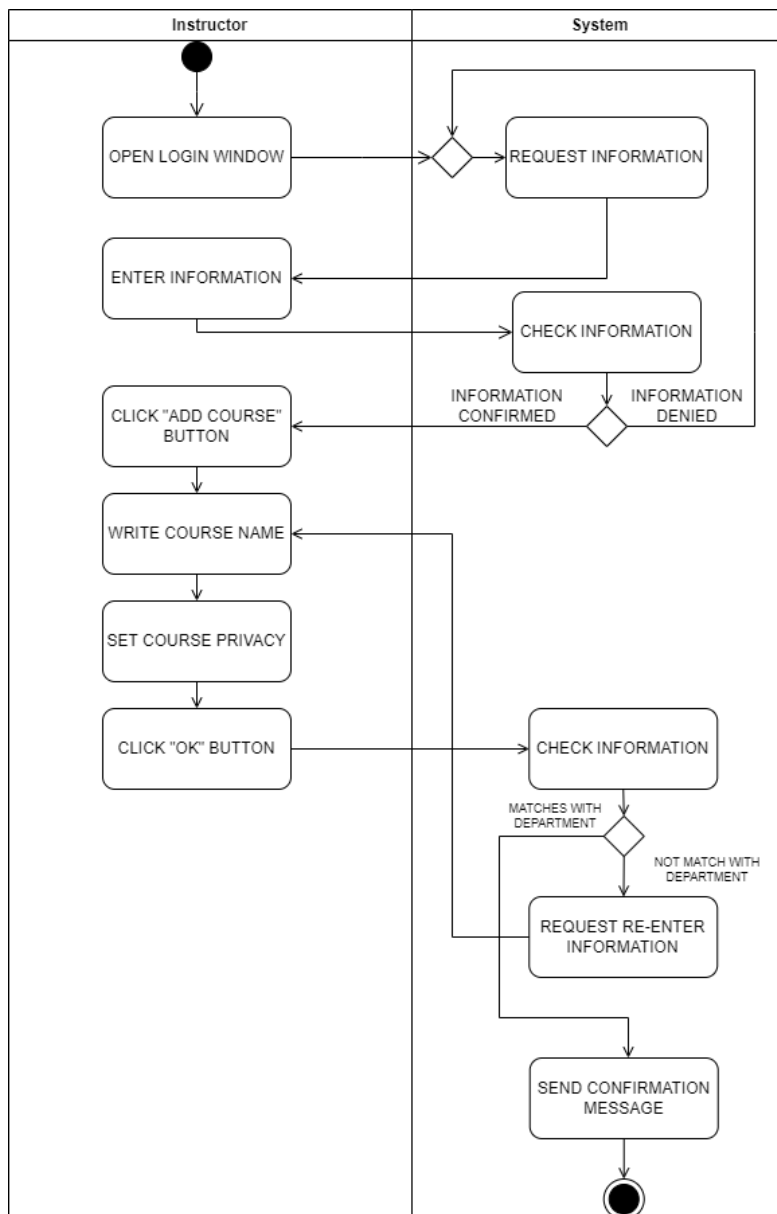 Instructor
System
OPEN LOGIN WINDOW
REQUEST INFORMATION
ENTER INFORMATION
CHECK INFORMATION
INFORMATION
CONFIRMED
INFORMATION
DENIED
CLICK "ADD COURSE"
BUTTON
WRITE COURSE NAME
SET COURSE PRIVACY
CLICK "OK" BUTTON
CHECK INFORMATION
MATCHES WITH
DEPARTMENT
NOT MATCH WITH
DEPARTMENT
REQUEST RE-ENTER
INFORMATION
SEND CONFIRMATION
MESSAGE